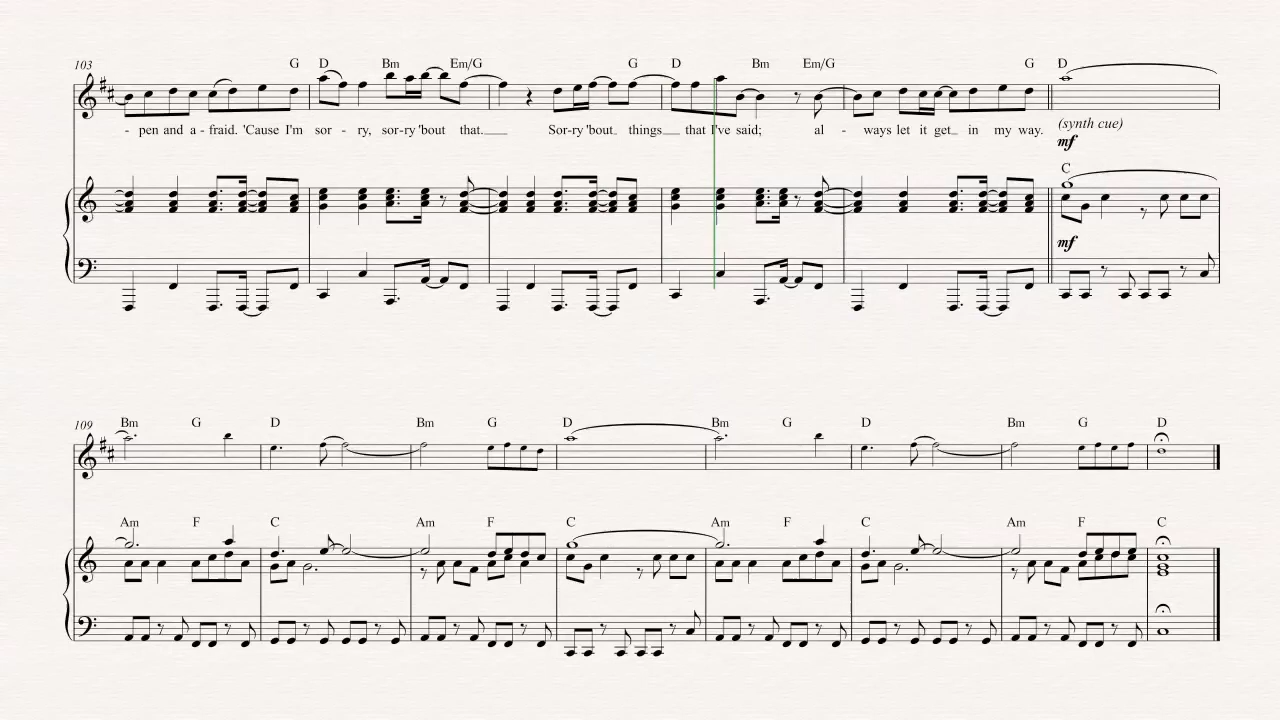 103
G D Bm Em/G G D Bm Em/G G D
- pen and a - fraid. 'Cause I'm sor - ry, sor-ry 'bout that. Sor-ry 'bout things that I've said; al - ways let it get in my way. (synth cue)
mf
C
mf
109
Bm G D Bm G D Bm G D Bm G D
Am F C Am F C Am F C Am F C